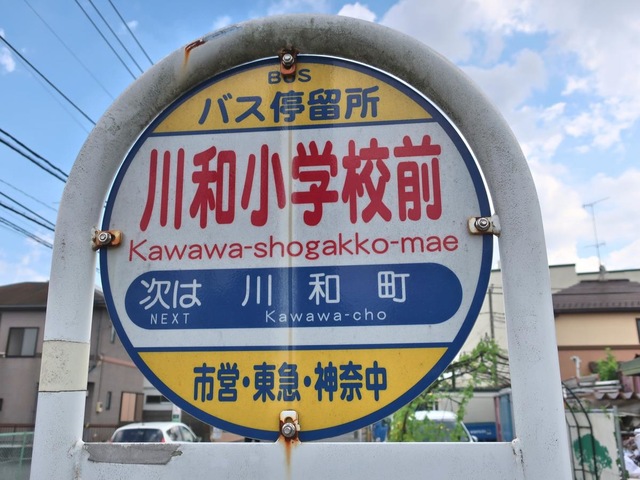 BUS
バス停留所
川和小学校前
Kawawa-shogakko-mae
次は 川和町
NEXT Kawawa-cho
市営・東急・神奈中